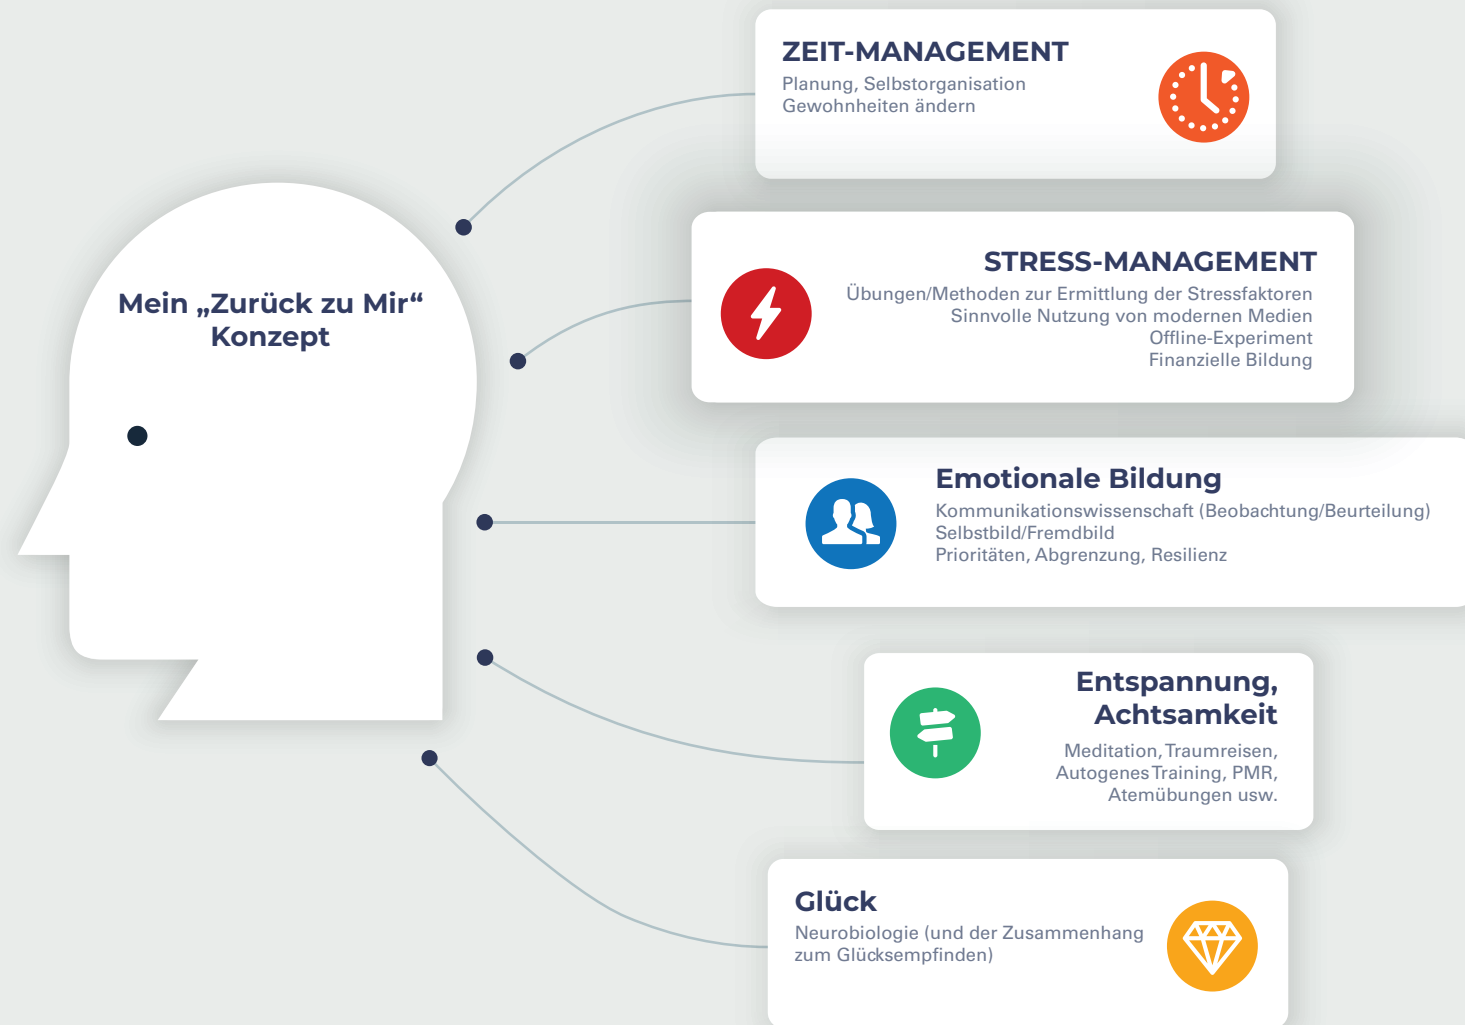 Mein „Zurück zu Mir“
Konzept
ZEIT-MANAGEMENT
Planung, Selbstorganisation
Gewohnheiten ändern
STRESS-MANAGEMENT
Übungen/Methoden zur Ermittlung der Stressfaktoren
Sinnvolle Nutzung von modernen Medien
Offline-Experiment
Finanzielle Bildung
Emotionale Bildung
Kommunikationswissenschaft (Beobachtung/Beurteilung)
Selbstbild/Fremdbild
Prioritäten, Abgrenzung, Resilienz
Entspannung,
Achtsamkeit
Meditation, Traumreisen,
Autogenes Training, PMR,
Atemübungen usw.
Glück
Neurobiologie (und der Zusammenhang
zum Glücksempfinden)